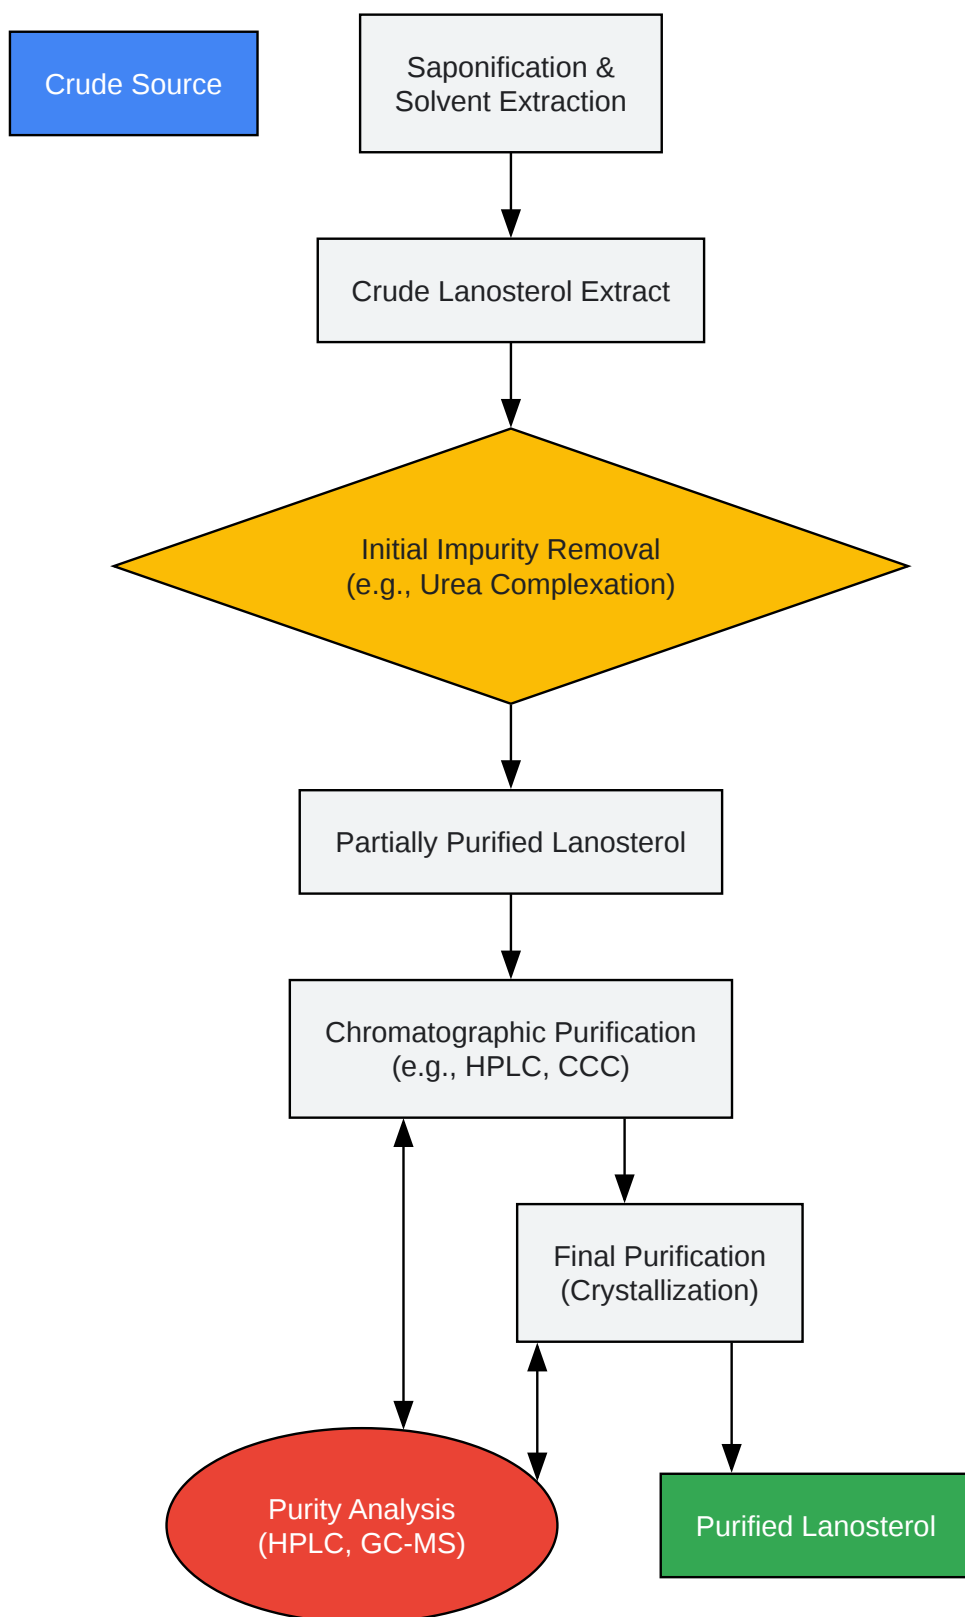 Crude Source
Saponification &
Solvent Extraction
Crude Lanosterol Extract
Initial Impurity Removal
(e.g., Urea Complexation)
Partially Purified Lanosterol
Chromatographic Purification
(e.g., HPLC, CCC)
Final Purification
(Crystallization)
Purity Analysis
(HPLC, GC-MS)
Purified Lanosterol